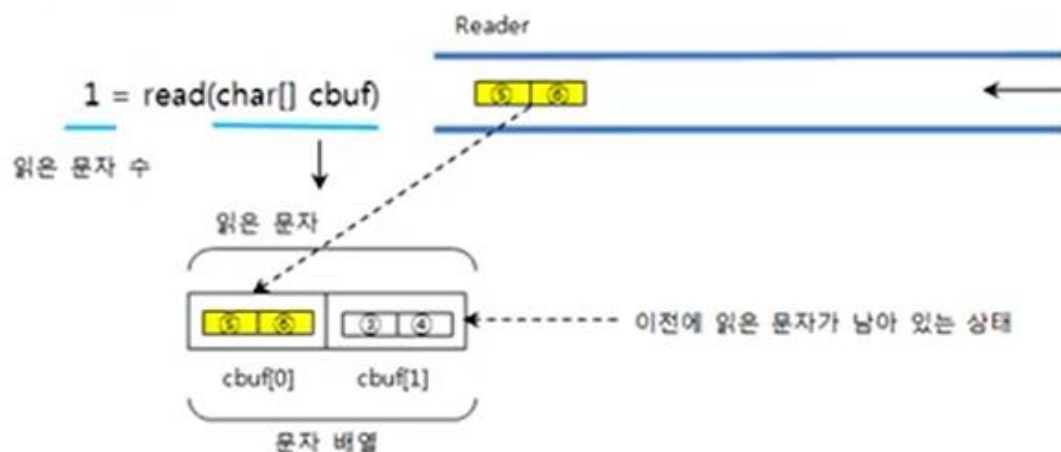 Reader
1 = read(char[] cbuf)
⑤ ⑥
읽은 문자 수
읽은 문자
⑤ ⑥ ③ ④
이전에 읽은 문자가 남아 있는 상태
cbuf[0] cbuf[1]
문자 배열